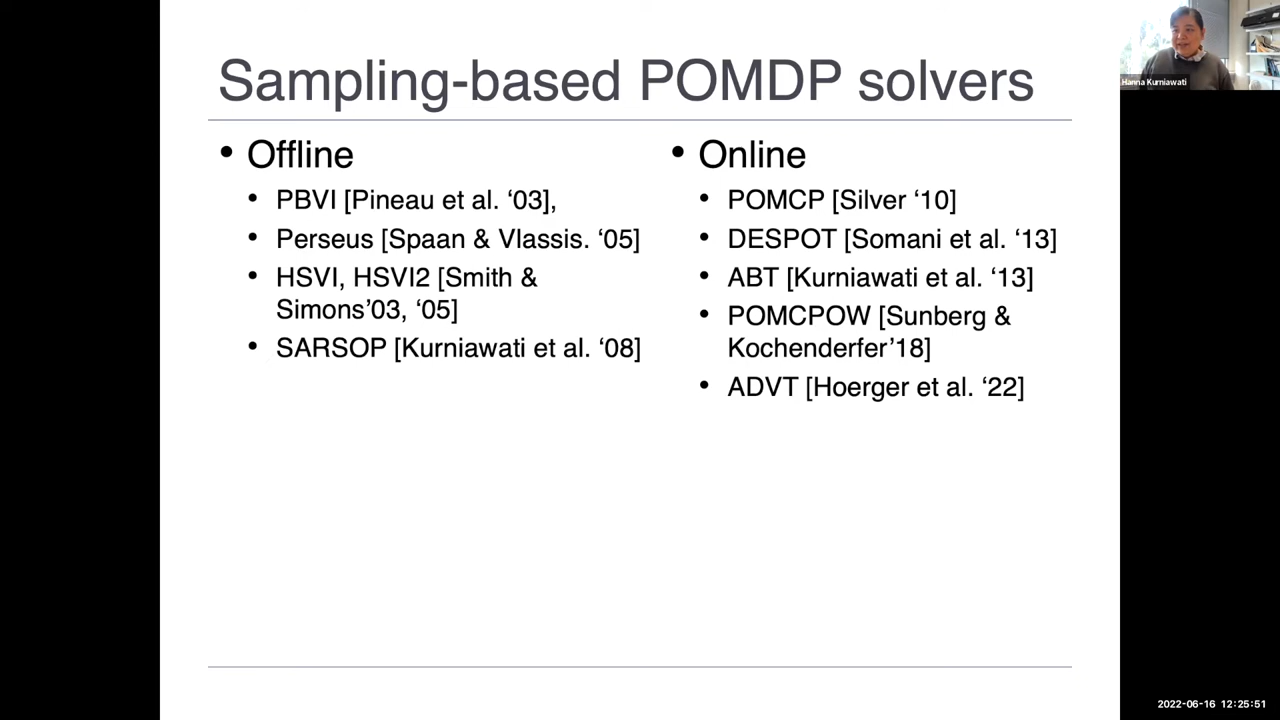 Sampling-based POMDP solvers
• Offline
• PBVI [Pineau et al. ‘03],
• Perseus [Spaan & Vlassis. ‘05]
• HSVI, HSVI2 [Smith &
Simons’03, ‘05]
• SARSOP [Kurniawati et al. ‘08]
• Online
• POMCP [Silver ‘10]
• DESPOT [Somani et al. ‘13]
• ABT [Kurniawati et al. ‘13]
• POMCPOW [Sunberg &
Kochenderfer’18]
• ADVT [Hoerger et al. ‘22]
Hanna Kurniawati
2022-06-16 12:25:51